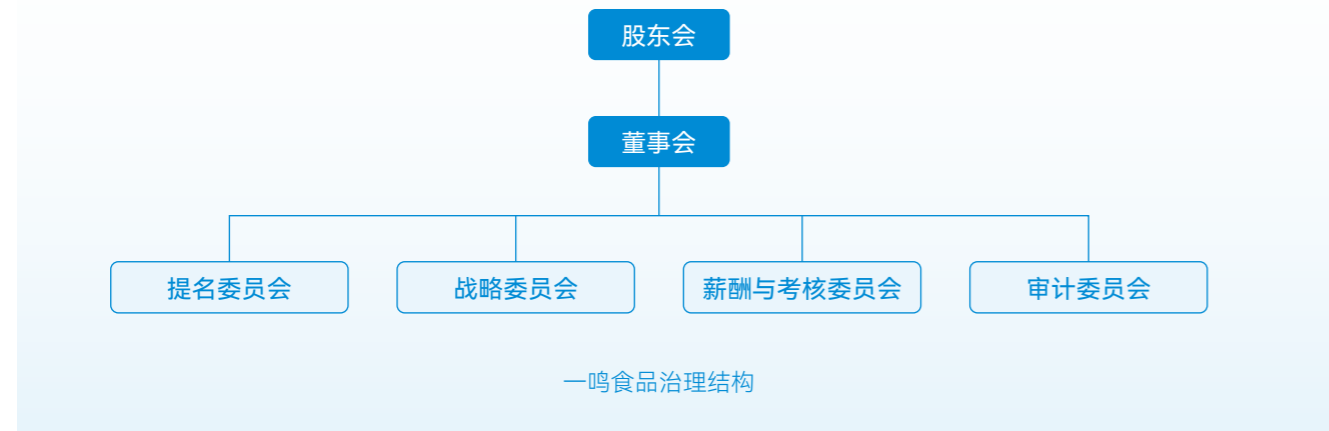 股东会
董事会
提名委员会
战略委员会
薪酬与考核委员会
审计委员会
一鸣食品治理结构